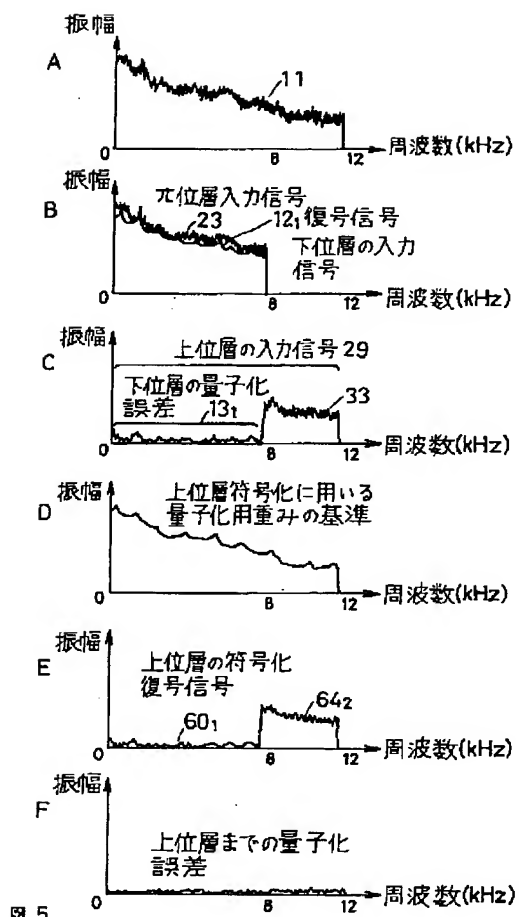 振幅
A
11
0
8
12
周波数(kHz)
振幅
B
π位層入力信号
23
12₁復号信号
下位層の入力
信号
0
8
12
周波数(kHz)
振幅
C
上位層の入力信号29
下位層の量子化
誤差
13₁
33
0
8
12
周波数(kHz)
振幅
D
上位層符号化に用いる
量子化用重みの基準
0
8
12
周波数(kHz)
振幅
E
上位層の符号化
復号信号
60₁
64₂
0
8
12
周波数(kHz)
振幅
F
上位層までの量子化
誤差
0
8
12
周波数(kHz)
図5